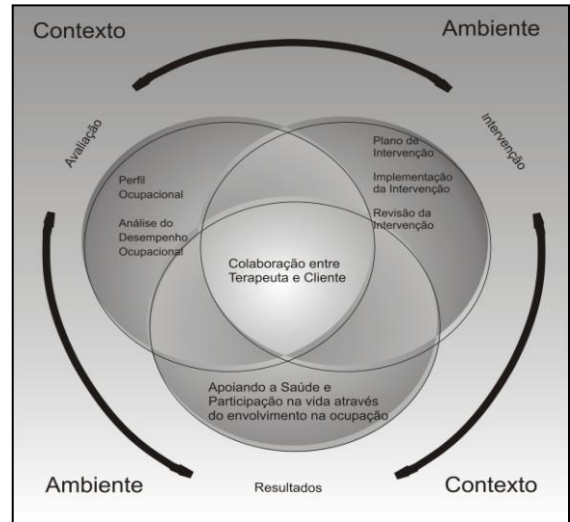 Contexto
Ambiente
Avaliação
Intervenção
Perfil
Ocupacional
Análise do
Desempenho
Ocupacional
Plano de
Intervenção
Implementação
da Intervenção
Revisão da
Intervenção
Colaboração entre
Terapeuta e Cliente
Apoiando a Saúde e
Participação na vida através
do envolvimento na ocupação
Ambiente
Resultados
Contexto